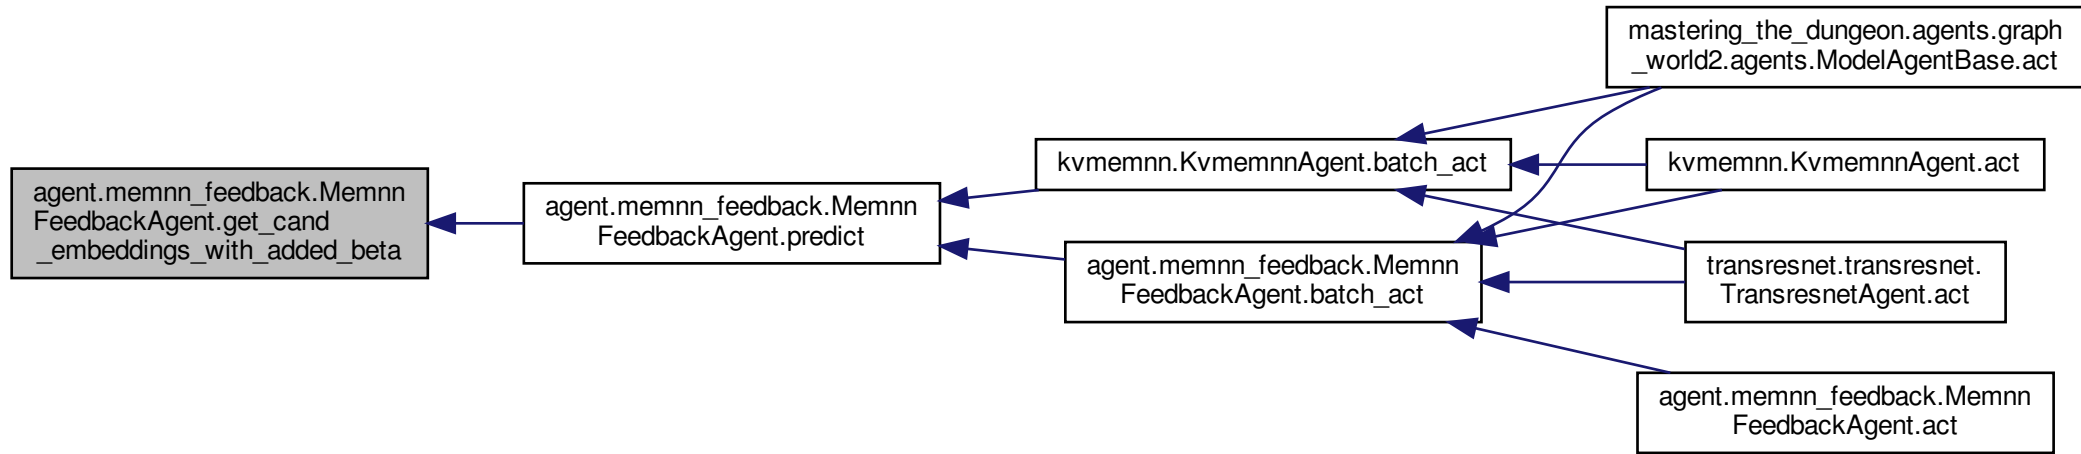 agent.memnn_feedback.Memnn
FeedbackAgent.get_cand
_embeddings_with_added_beta
agent.memnn_feedback.Memnn
FeedbackAgent.predict
kvmemnn.KvmemnnAgent.batch_act
agent.memnn_feedback.Memnn
FeedbackAgent.batch_act
mastering_the_dungeon.agents.graph
_world2.agents.ModelAgentBase.act
kvmemnn.KvmemnnAgent.act
transresnet.transresnet.
TransresnetAgent.act
agent.memnn_feedback.Memnn
FeedbackAgent.act